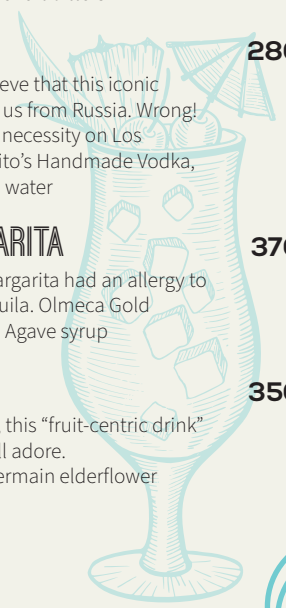 280
eve that this iconic
us from Russia. Wrong!
necessity on Los
ito’s Handmade Vodka,
water
ARITA
370
argarita had an allergy to
uila. Olmeca Gold
Agave syrup
350
, this “fruit-centric drink”
ll adore.
ermain elderflower